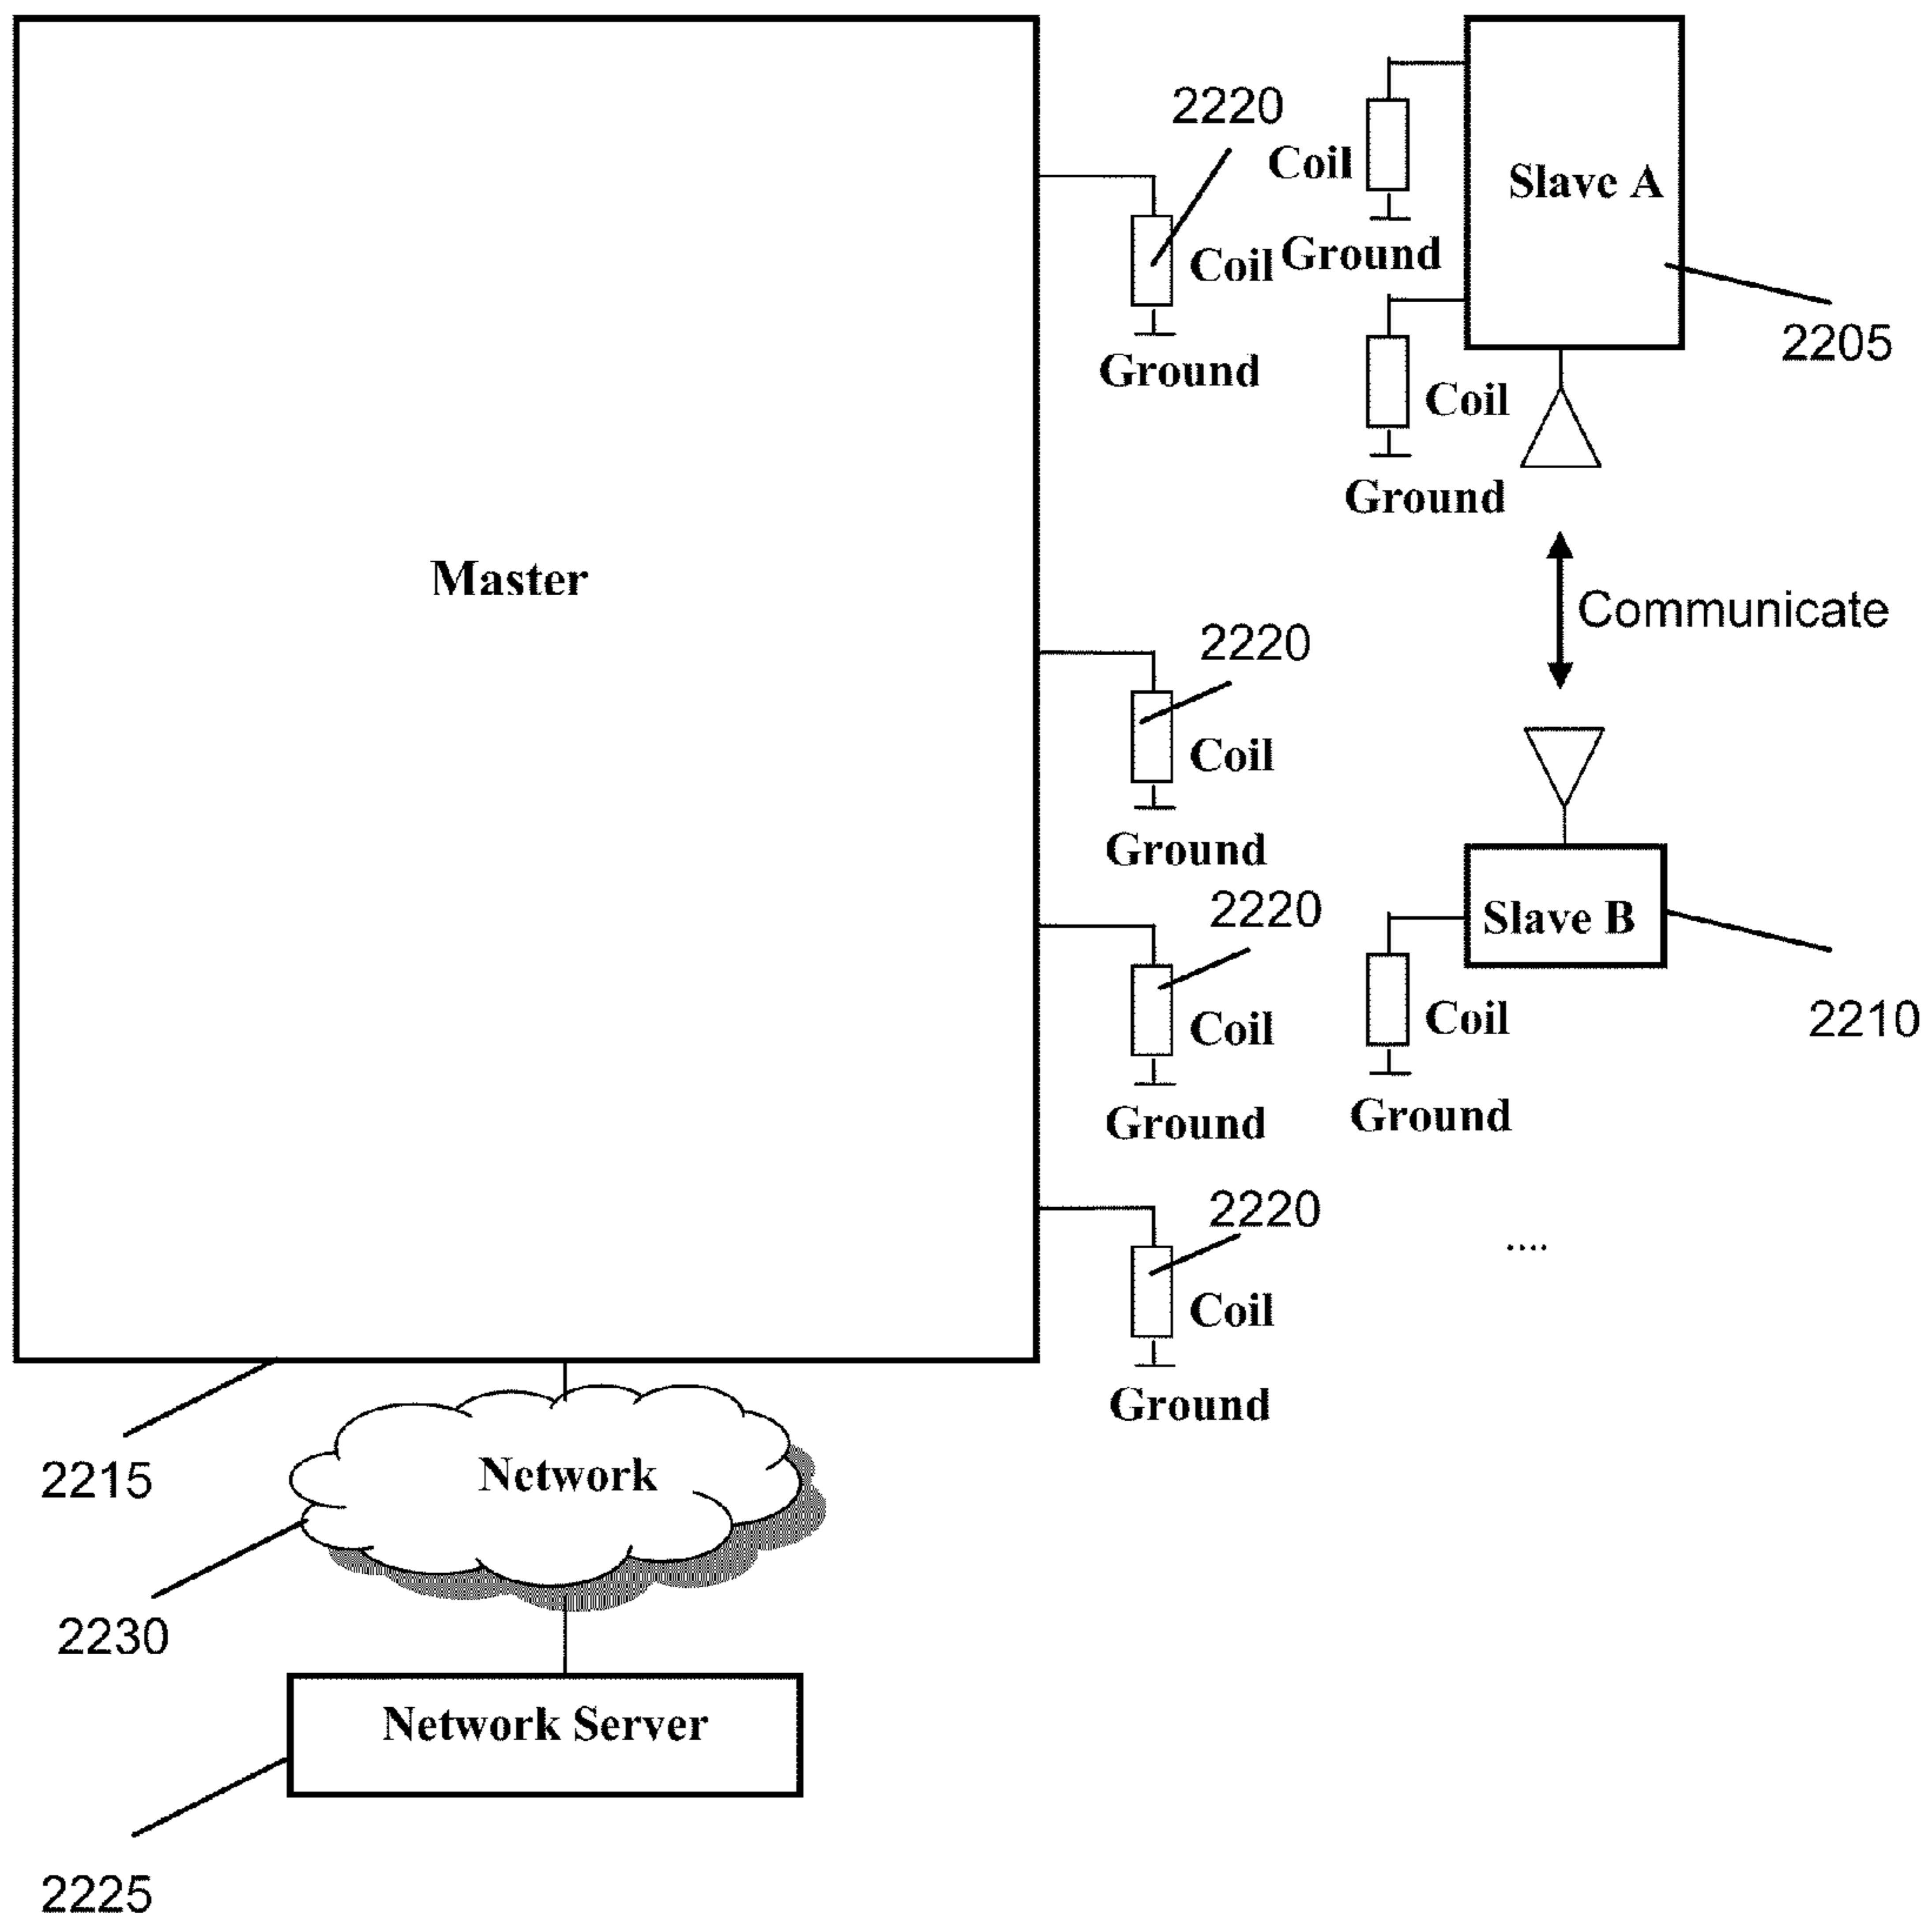 2220
Coil
Slave A
Coil
Ground
2205
Ground
Coil
Ground
Master
Communicate
2220
Coil
Ground
2220
Slave B
Coil
Coil
2210
Ground
Ground
2220
....
Coil
Ground
2215
Network
2230
Network Server
2225